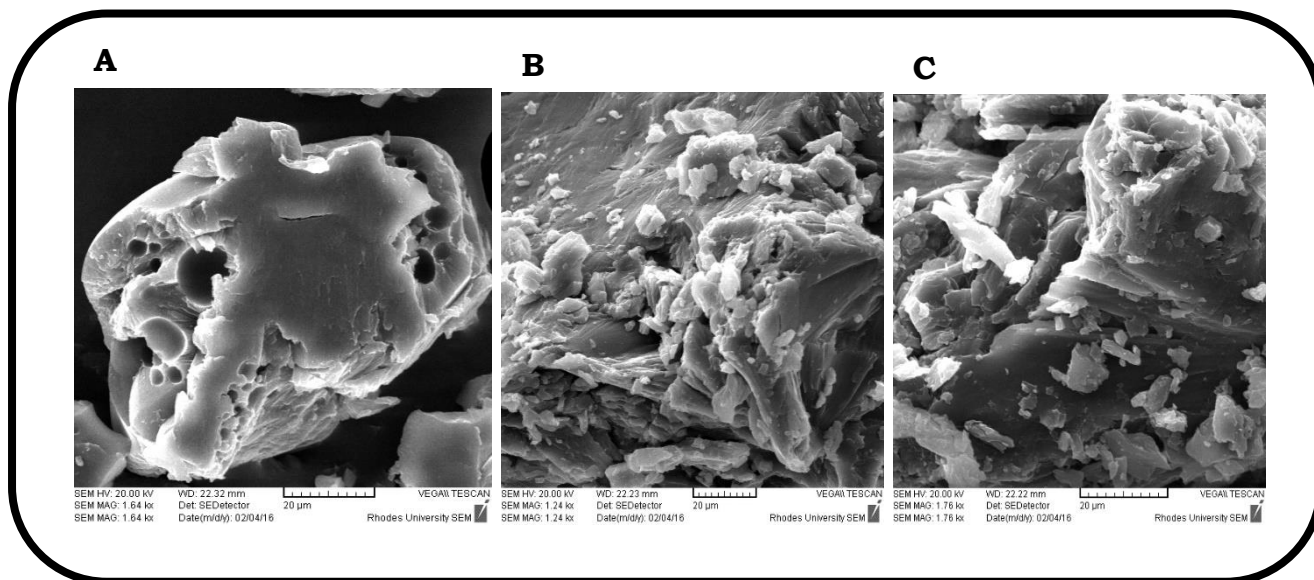 A
B
C
SEM HV: 20.00 kV WD: 22.32 mm
SEM MAG: 1.64 kx Det: SEDetector 20 µm
SEM MAG: 1.64 kx Date(m/d/y): 02/04/16
VEGA\\ TESCAN
Rhodes University SEM
SEM HV: 20.00 kV WD: 22.23 mm
SEM MAG: 1.24 kx Det: SEDetector 20 µm
SEM MAG: 1.24 kx Date(m/d/y): 02/04/16
VEGA\\ TESCAN
Rhodes University SEM
SEM HV: 20.00 kV WD: 22.22 mm
SEM MAG: 1.76 kx Det: SEDetector 20 µm
SEM MAG: 1.76 kx Date(m/d/y): 02/04/16
VEGA\\ TESCAN
Rhodes University SEM